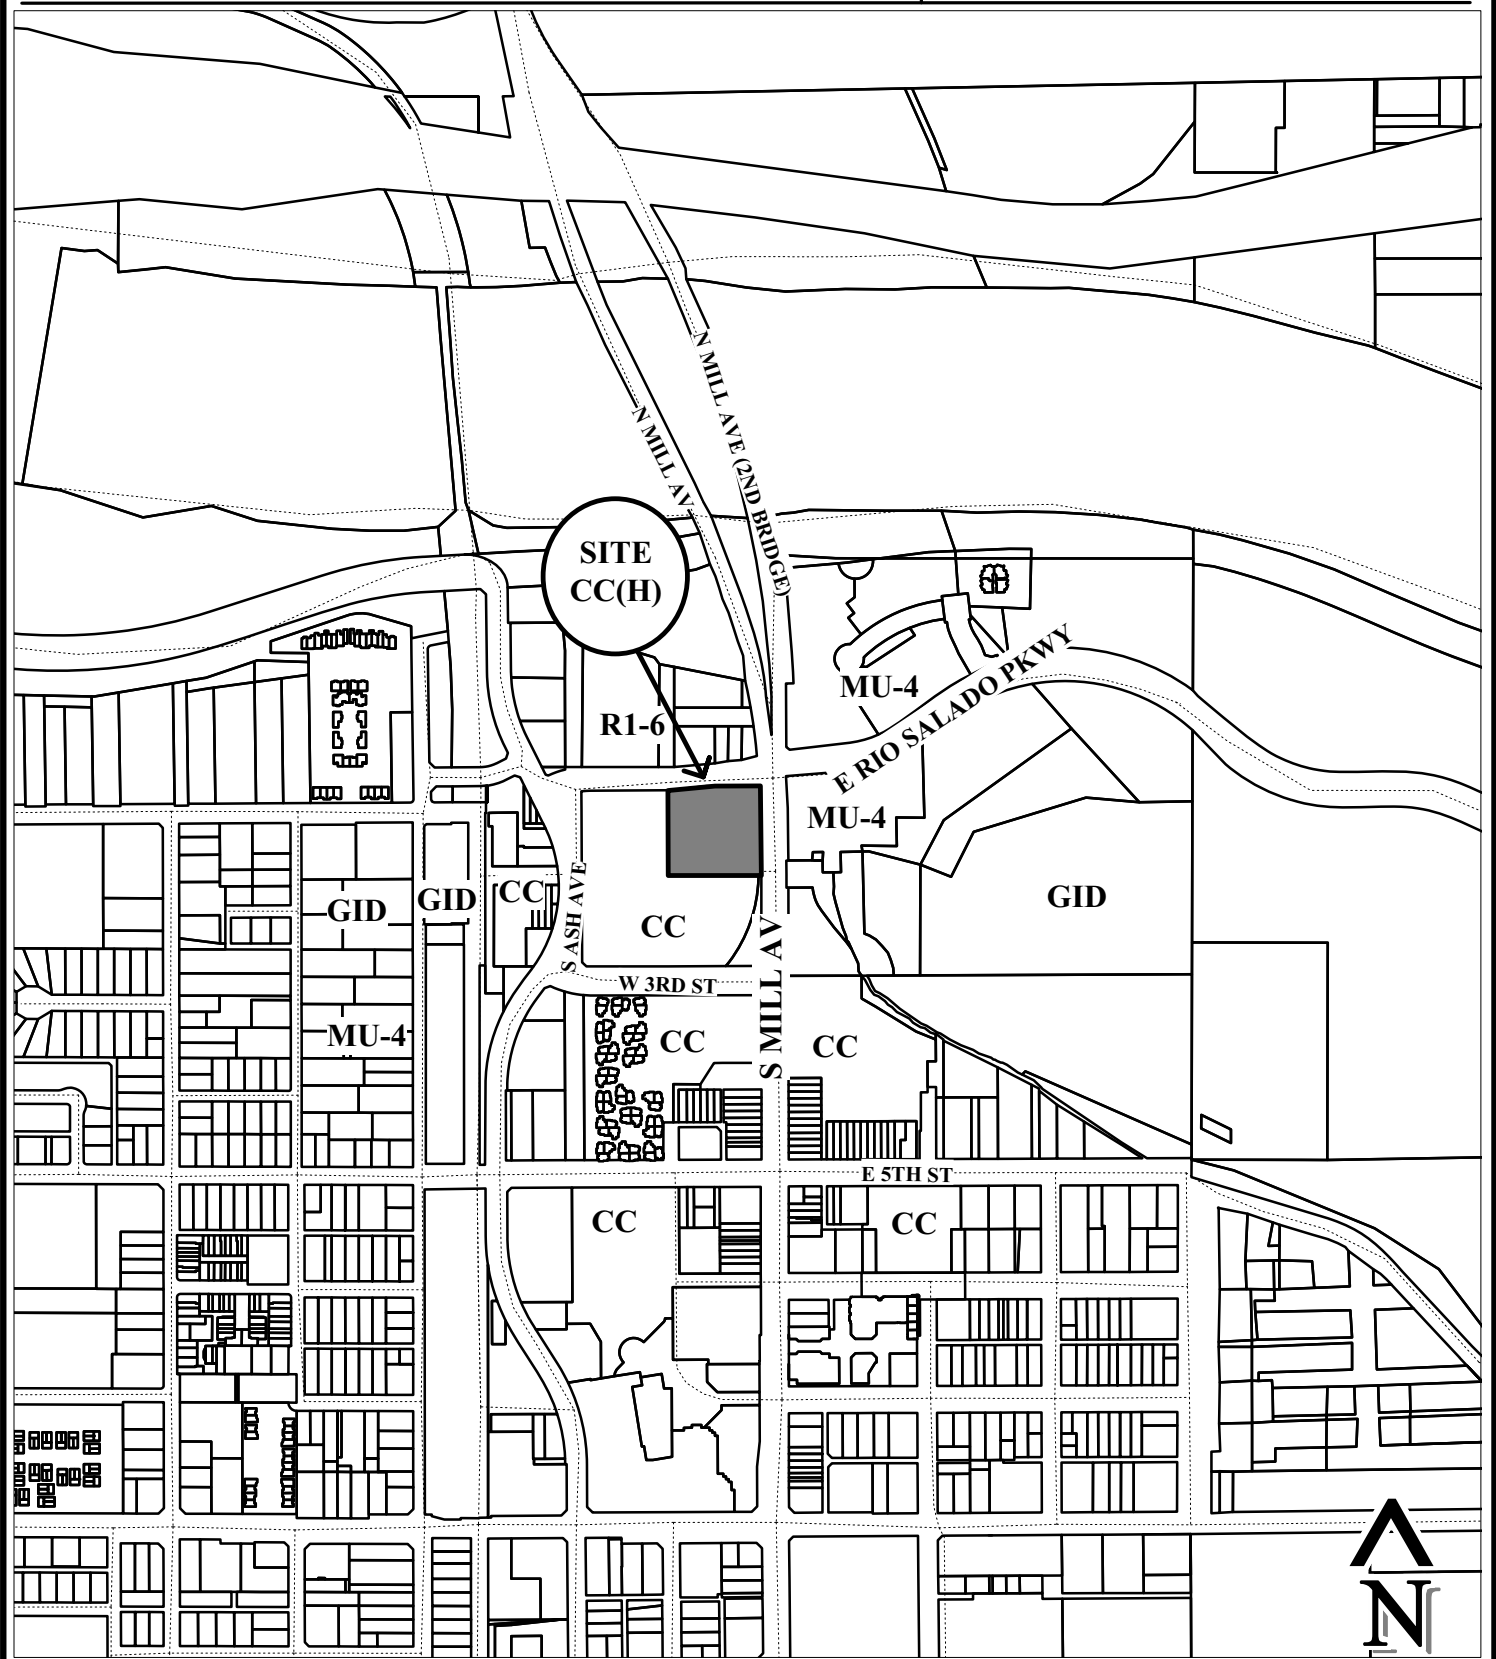 N MILL AVE (2ND BRIDGE)
N MILL AV
SITE
CC(H)
E RIO SALADO PKWY
MU-4
R1-6
MU-4
GID
GID
CC
GID
S ASH AVE
CC
S MILL AV
W 3RD ST
MU-4
CC
CC
E 5TH ST
CC
CC
N